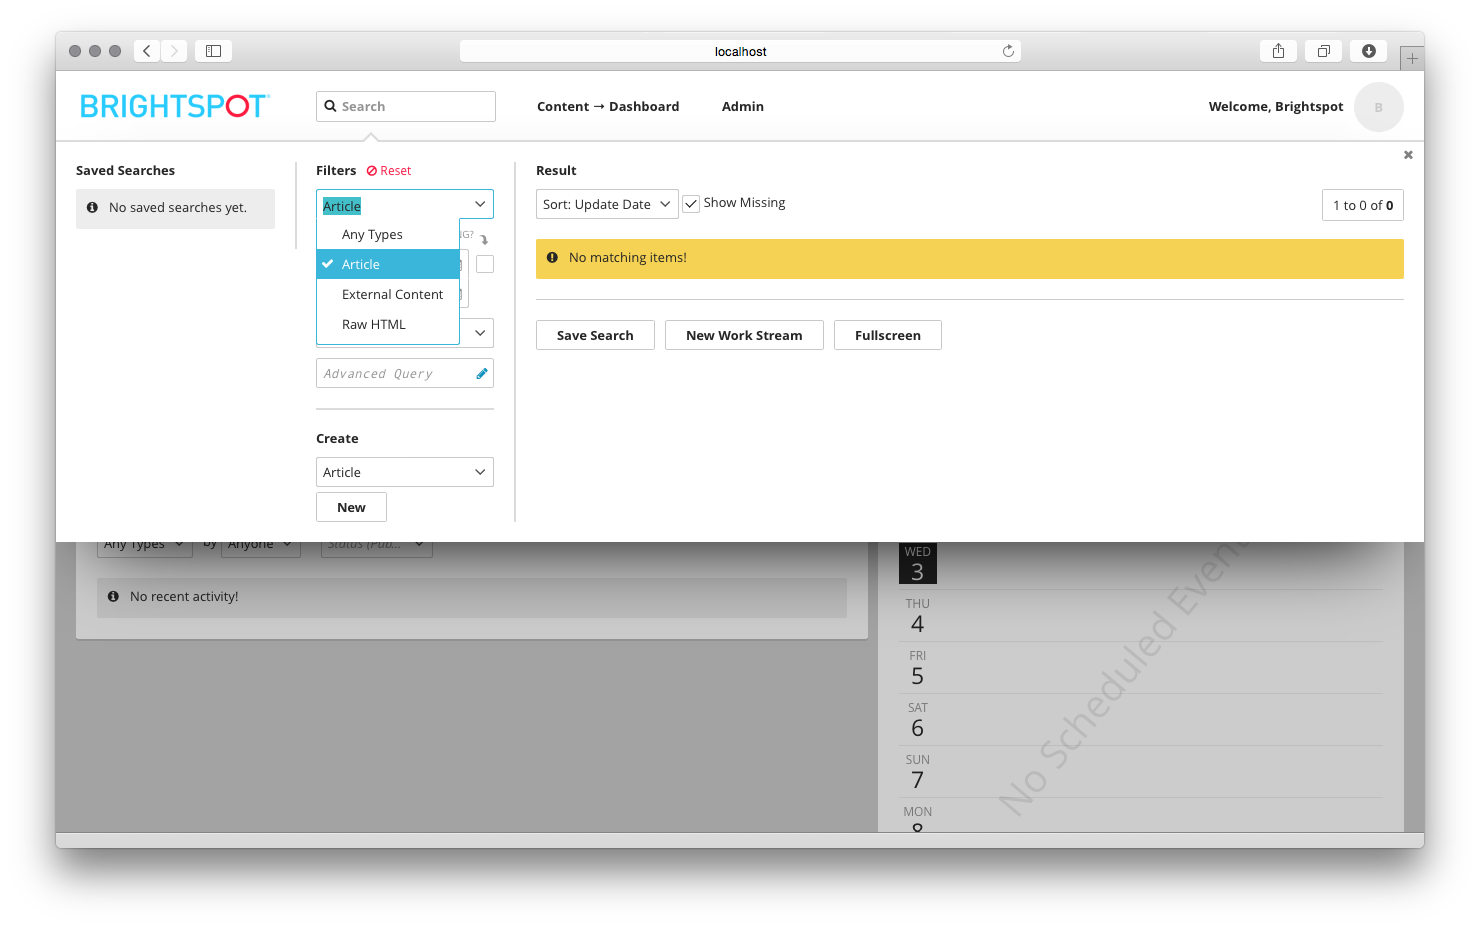 localhost
BRIGHTSPOT
Search
Content → Dashboard
Admin
Welcome, Brightspot
B
Saved Searches
No saved searches yet.
Filters
Reset
Article
Any Types
Article
External Content
Raw HTML
Advanced Query
Create
Article
New
Result
Sort: Update Date
Show Missing
1 to 0 of 0
No matching items!
Save Search
New Work Stream
Fullscreen
Any Types
by
Anyone
Status (Pub...
No recent activity!
WED
3
THU
4
FRI
5
SAT
6
SUN
7
MON
8
No Scheduled Events